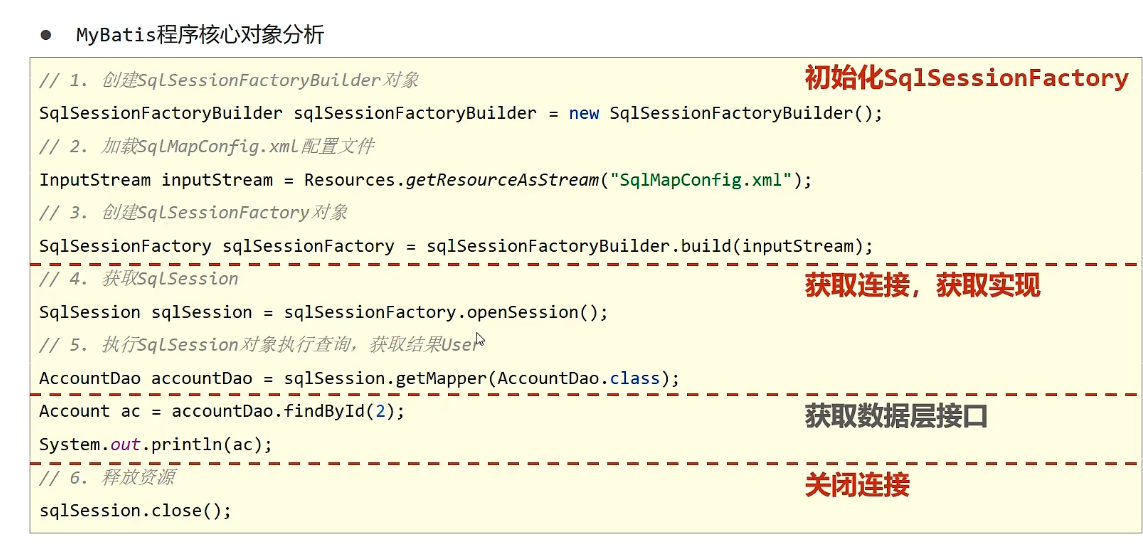 ● MyBatis程序核心对象分析
// 1. 创建SqlSessionFactoryBuilder对象
初始化SqlSessionFactory
SqlSessionFactoryBuilder sqlSessionFactoryBuilder = new SqlSessionFactoryBuilder();
// 2. 加载SqlMapConfig.xml配置文件
InputStream inputStream = Resources.getResourceAsStream("SqlMapConfig.xml");
// 3. 创建SqlSessionFactory对象
SqlSessionFactory sqlSessionFactory = sqlSessionFactoryBuilder.build(inputStream);
// 4. 获取SqlSession
获取连接，获取实现
SqlSession sqlSession = sqlSessionFactory.openSession();
// 5. 执行SqlSession对象执行查询，获取结果User
AccountDao accountDao = sqlSession.getMapper(AccountDao.class);
Account ac = accountDao.findById(2);
获取数据层接口
System.out.println(ac);
// 6. 释放资源
关闭连接
sqlSession.close();